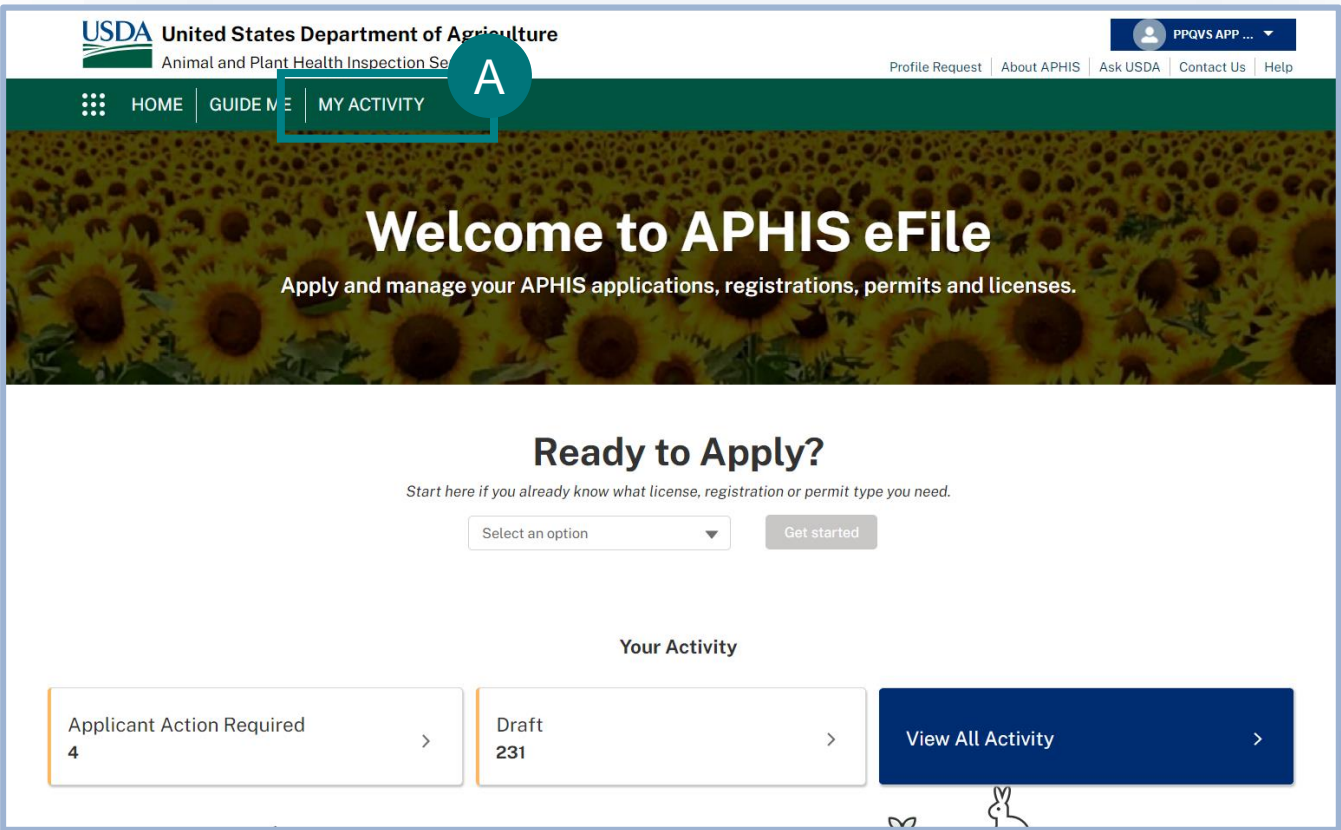 USDA United States Department of Agriculture
Animal and Plant Health Inspection Se
A
PPQVS APP ...
Profile Request About APHIS Ask USDA Contact Us Help
HOME GUIDE ME MY ACTIVITY
Welcome to APHIS eFile
Apply and manage your APHIS applications, registrations, permits and licenses.
Ready to Apply?
Start here if you already know what license, registration or permit type you need.
Select an option Get started
Your Activity
Applicant Action Required
4
Draft
231
View All Activity